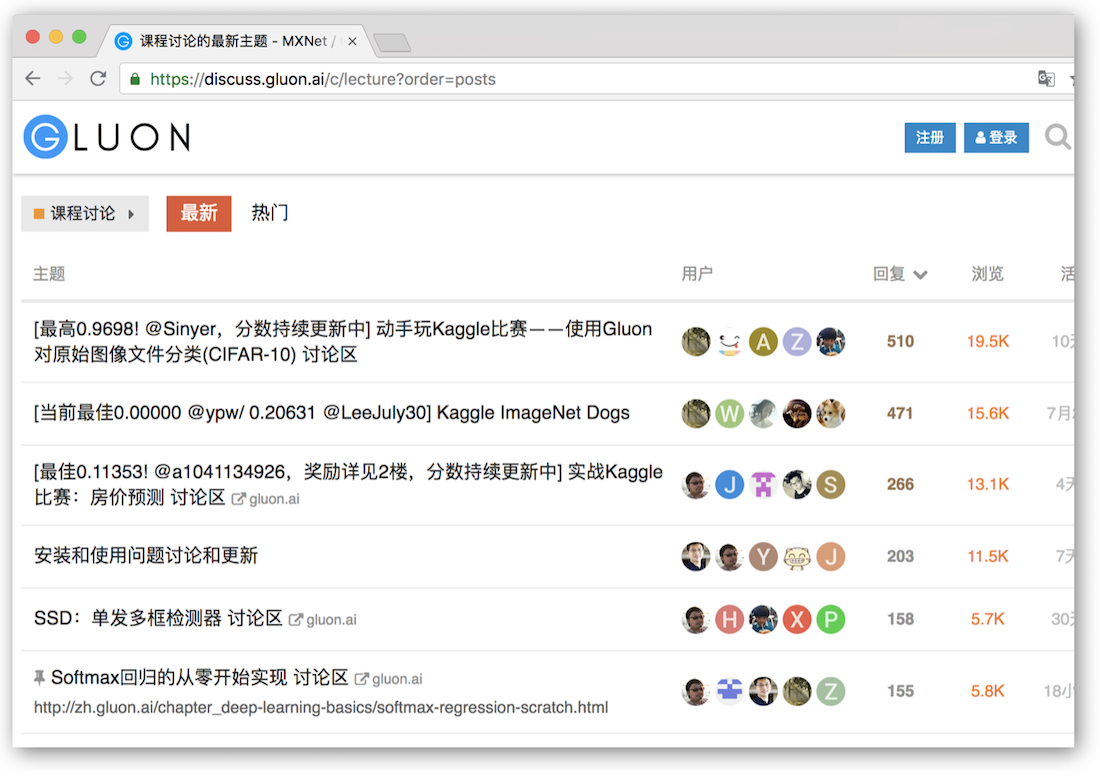 课程讨论的最新主题 - MXNet /
https://discuss.gluon.ai/c/lecture?order=posts
GLUON
注册 登录
课程讨论 最新 热门
主题 用户 回复 浏览 活
[最高0.9698! @Sinyer，分数持续更新中] 动手玩Kaggle比赛——使用Gluon
对原始图像文件分类(CIFAR-10) 讨论区
A Z 510 19.5K 10天
[当前最佳0.00000 @ypw/ 0.20631 @LeeJuly30] Kaggle ImageNet Dogs
W 471 15.6K 7月
[最佳0.11353! @a1041134926，奖励详见2楼，分数持续更新中] 实战Kaggle
比赛：房价预测 讨论区 gluon.ai
J S 266 13.1K 4天
安装和使用问题讨论和更新
Y J 203 11.5K 7天
SSD：单发多框检测器 讨论区 gluon.ai
H X P 158 5.7K 30天
Softmax回归的从零开始实现 讨论区 gluon.ai
http://zh.gluon.ai/chapter_deep-learning-basics/softmax-regression-scratch.html
Z 155 5.8K 18小